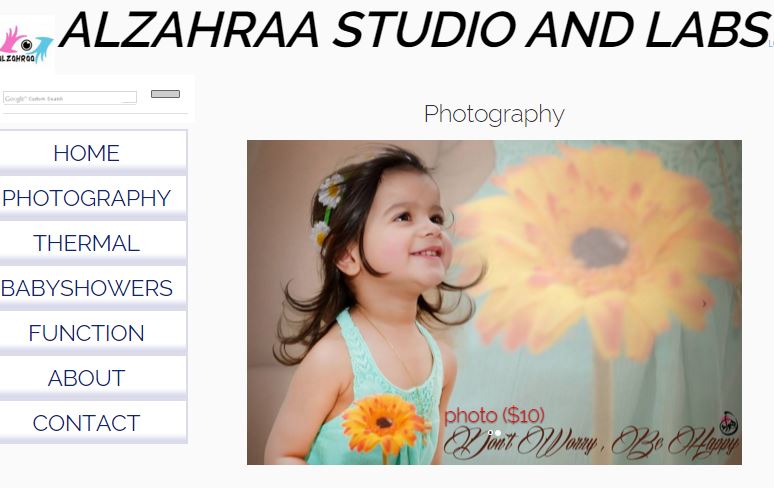 ALZAHRAA STUDIO AND LABS
ALZAHRAA
Google™ Custom Search
Photography
HOME
PHOTOGRAPHY
THERMAL
BABYSHOWERS
FUNCTION
ABOUT
CONTACT
photo ($10)
Don't Worry , Be Happy